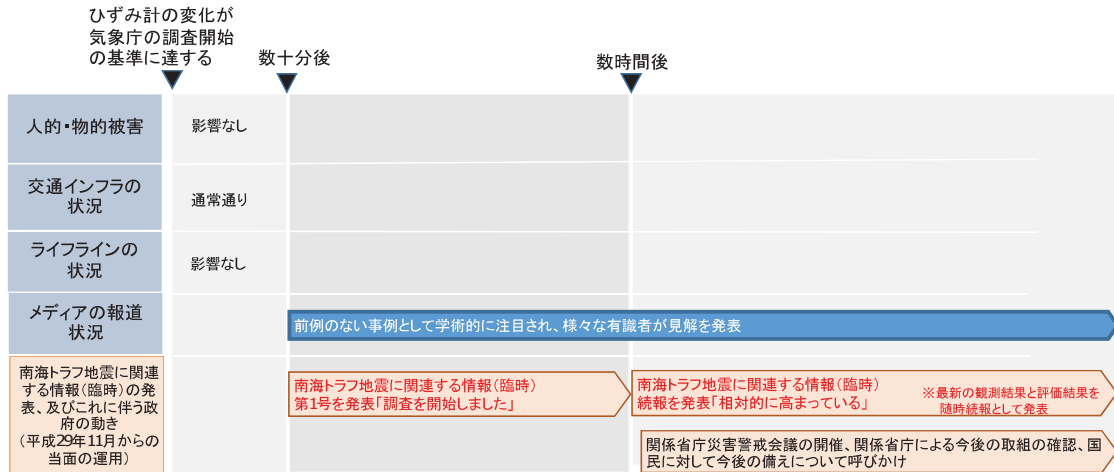 ひずみ計の変化が
気象庁の調査開始
の基準に達する
数十分後
数時間後
人的・物的被害
影響なし
交通インフラの
状況
通常通り
ライフラインの
状況
影響なし
メディアの報道
状況
前例のない事例として学術的に注目され、様々な有識者が見解を発表
南海トラフ地震に関連
する情報(臨時)の発
表、及びこれに伴う政
府の動き
(平成29年11月からの
当面の運用)
南海トラフ地震に関連する情報(臨時)
第1号を発表「調査を開始しました」
南海トラフ地震に関連する情報(臨時)
続報を発表「相対的に高まっている」
※最新の観測結果と評価結果を
随時続報として発表
関係省庁災害警戒会議の開催、関係省庁による今後の取組の確認、国
民に対して今後の備えについて呼びかけ